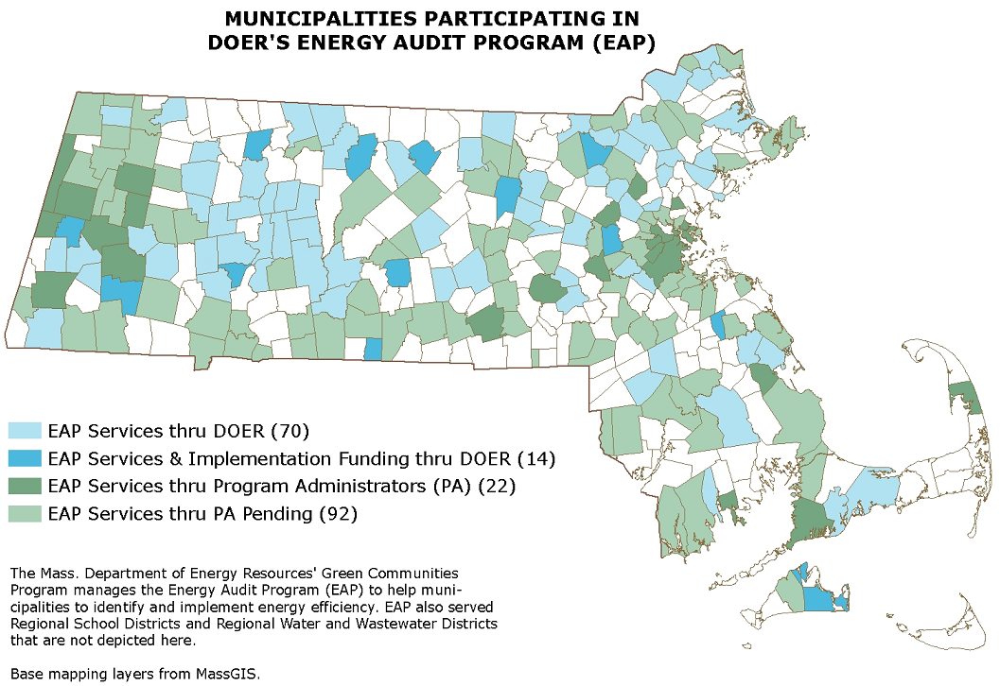 MUNICIPALITIES PARTICIPATING IN
DOER'S ENERGY AUDIT PROGRAM (EAP)
EAP Services thru DOER (70)
EAP Services & Implementation Funding thru DOER (14)
EAP Services thru Program Administrators (PA) (22)
EAP Services thru PA Pending (92)
The Mass. Department of Energy Resources' Green Communities
Program manages the Energy Audit Program (EAP) to help muni-
cipalities to identify and implement energy efficiency. EAP also served
Regional School Districts and Regional Water and Wastewater Districts
that are not depicted here.
Base mapping layers from MassGIS.